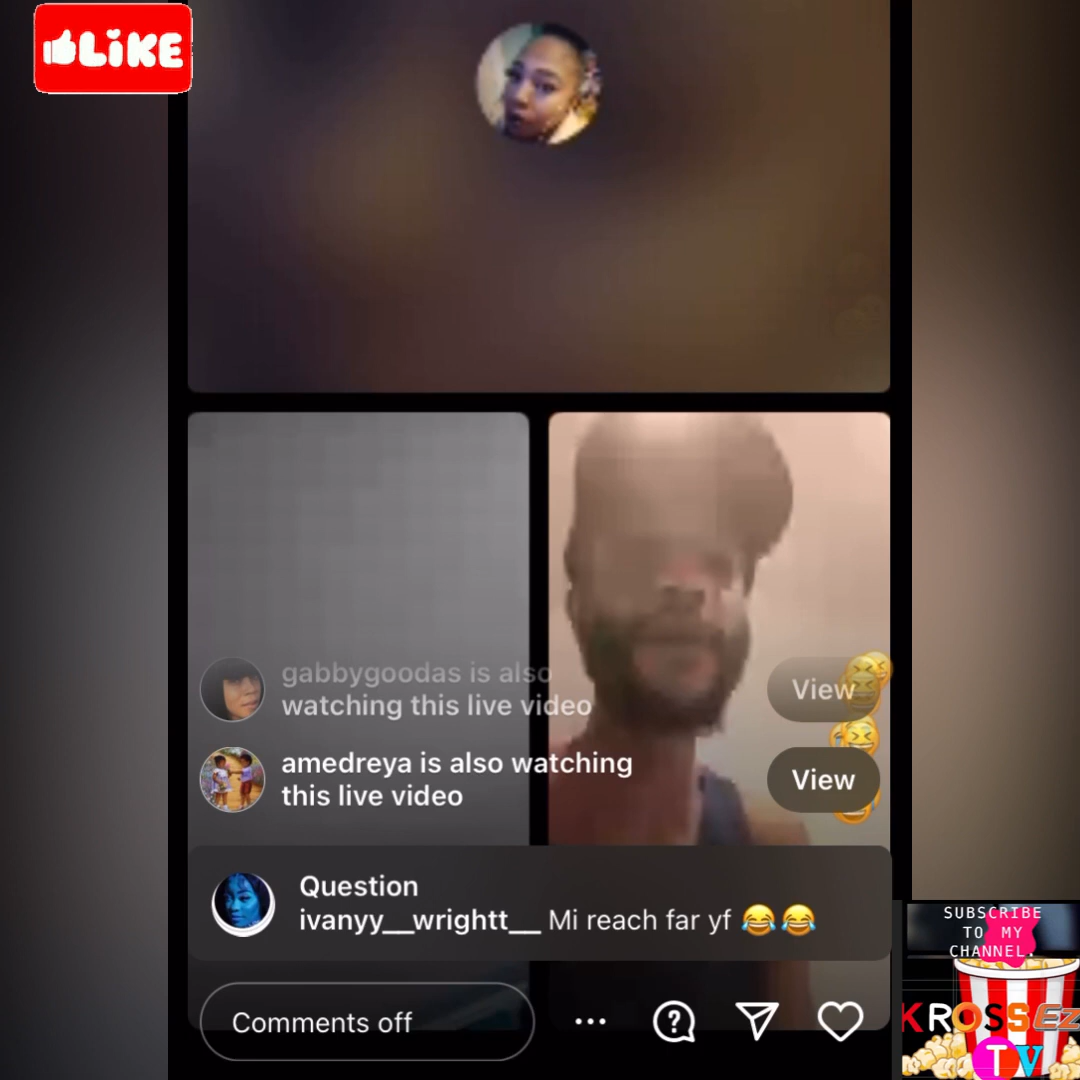 LiKE
gabbygoodas is also
watching this live video
View
amedreya is also watching
this live video
View
Question
ivanyy__wrightt__ Mi reach far yf 😂😂
Comments off
SUBSCRIBE
TO MY
CHANNEL.
KROSSEz
TV